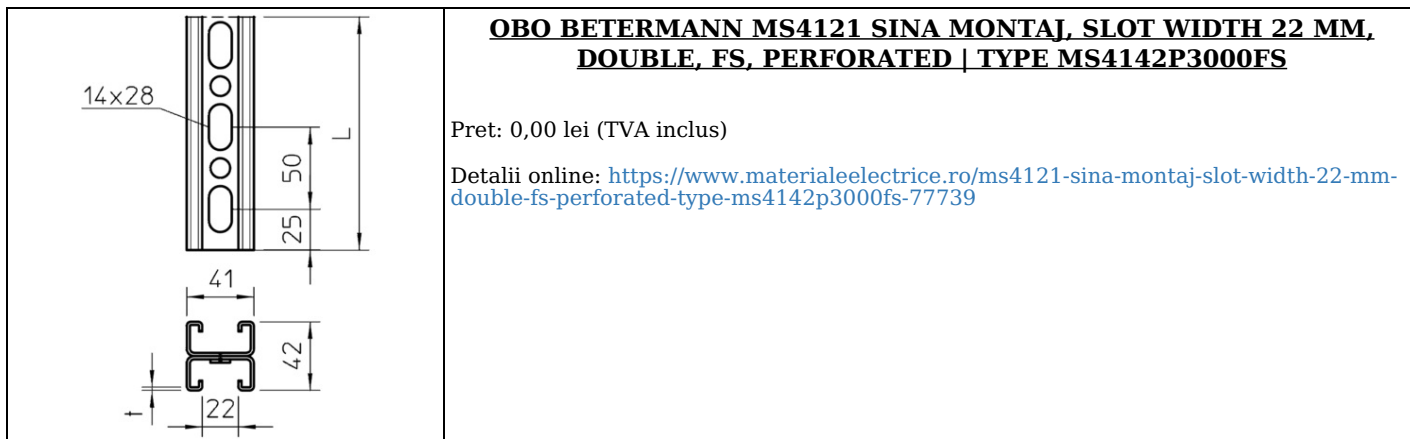 14x28
L
50
25
41
42
t
22
OBO BETERMANN MS4121 SINA MONTAJ, SLOT WIDTH 22 MM,
DOUBLE, FS, PERFORATED | TYPE MS4142P3000FS
Pret: 0,00 lei (TVA inclus)
Detalii online: https://www.materialeelectrice.ro/ms4121-sina-montaj-slot-width-22-mm-
double-fs-perforated-type-ms4142p3000fs-77739